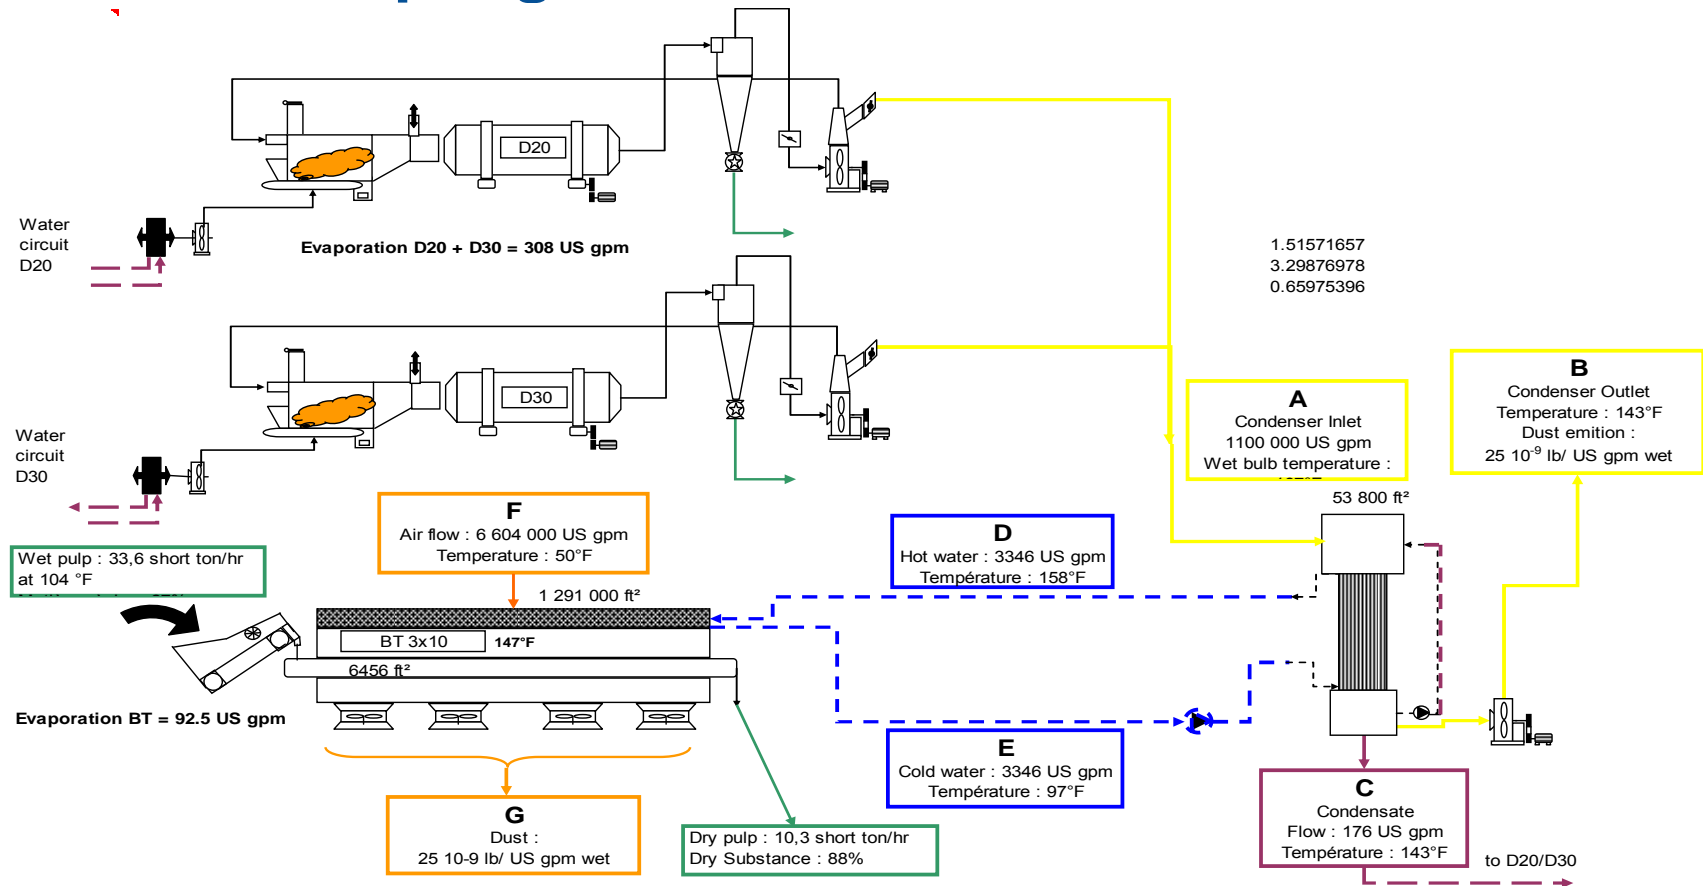 D20
Water
circuit
D20
Evaporation D20 + D30 = 308 US gpm
1.51571657
3.29876978
0.65975396
D30
Water
circuit
D30
A
Condenser Inlet
1100 000 US gpm
Wet bulb temperature :
B
Condenser Outlet
Temperature : 143°F
Dust emition :
25 10⁻⁹ lb/ US gpm wet
53 800 ft²
F
Air flow : 6 604 000 US gpm
Temperature : 50°F
D
Hot water : 3346 US gpm
Température : 158°F
Wet pulp : 33,6 short ton/hr
at 104 °F
1 291 000 ft²
BT 3x10
147°F
6456 ft²
Evaporation BT = 92.5 US gpm
E
Cold water : 3346 US gpm
Température : 97°F
G
Dust :
25 10-9 lb/ US gpm wet
Dry pulp : 10,3 short ton/hr
Dry Substance : 88%
C
Condensate
Flow : 176 US gpm
Température : 143°F
to D20/D30